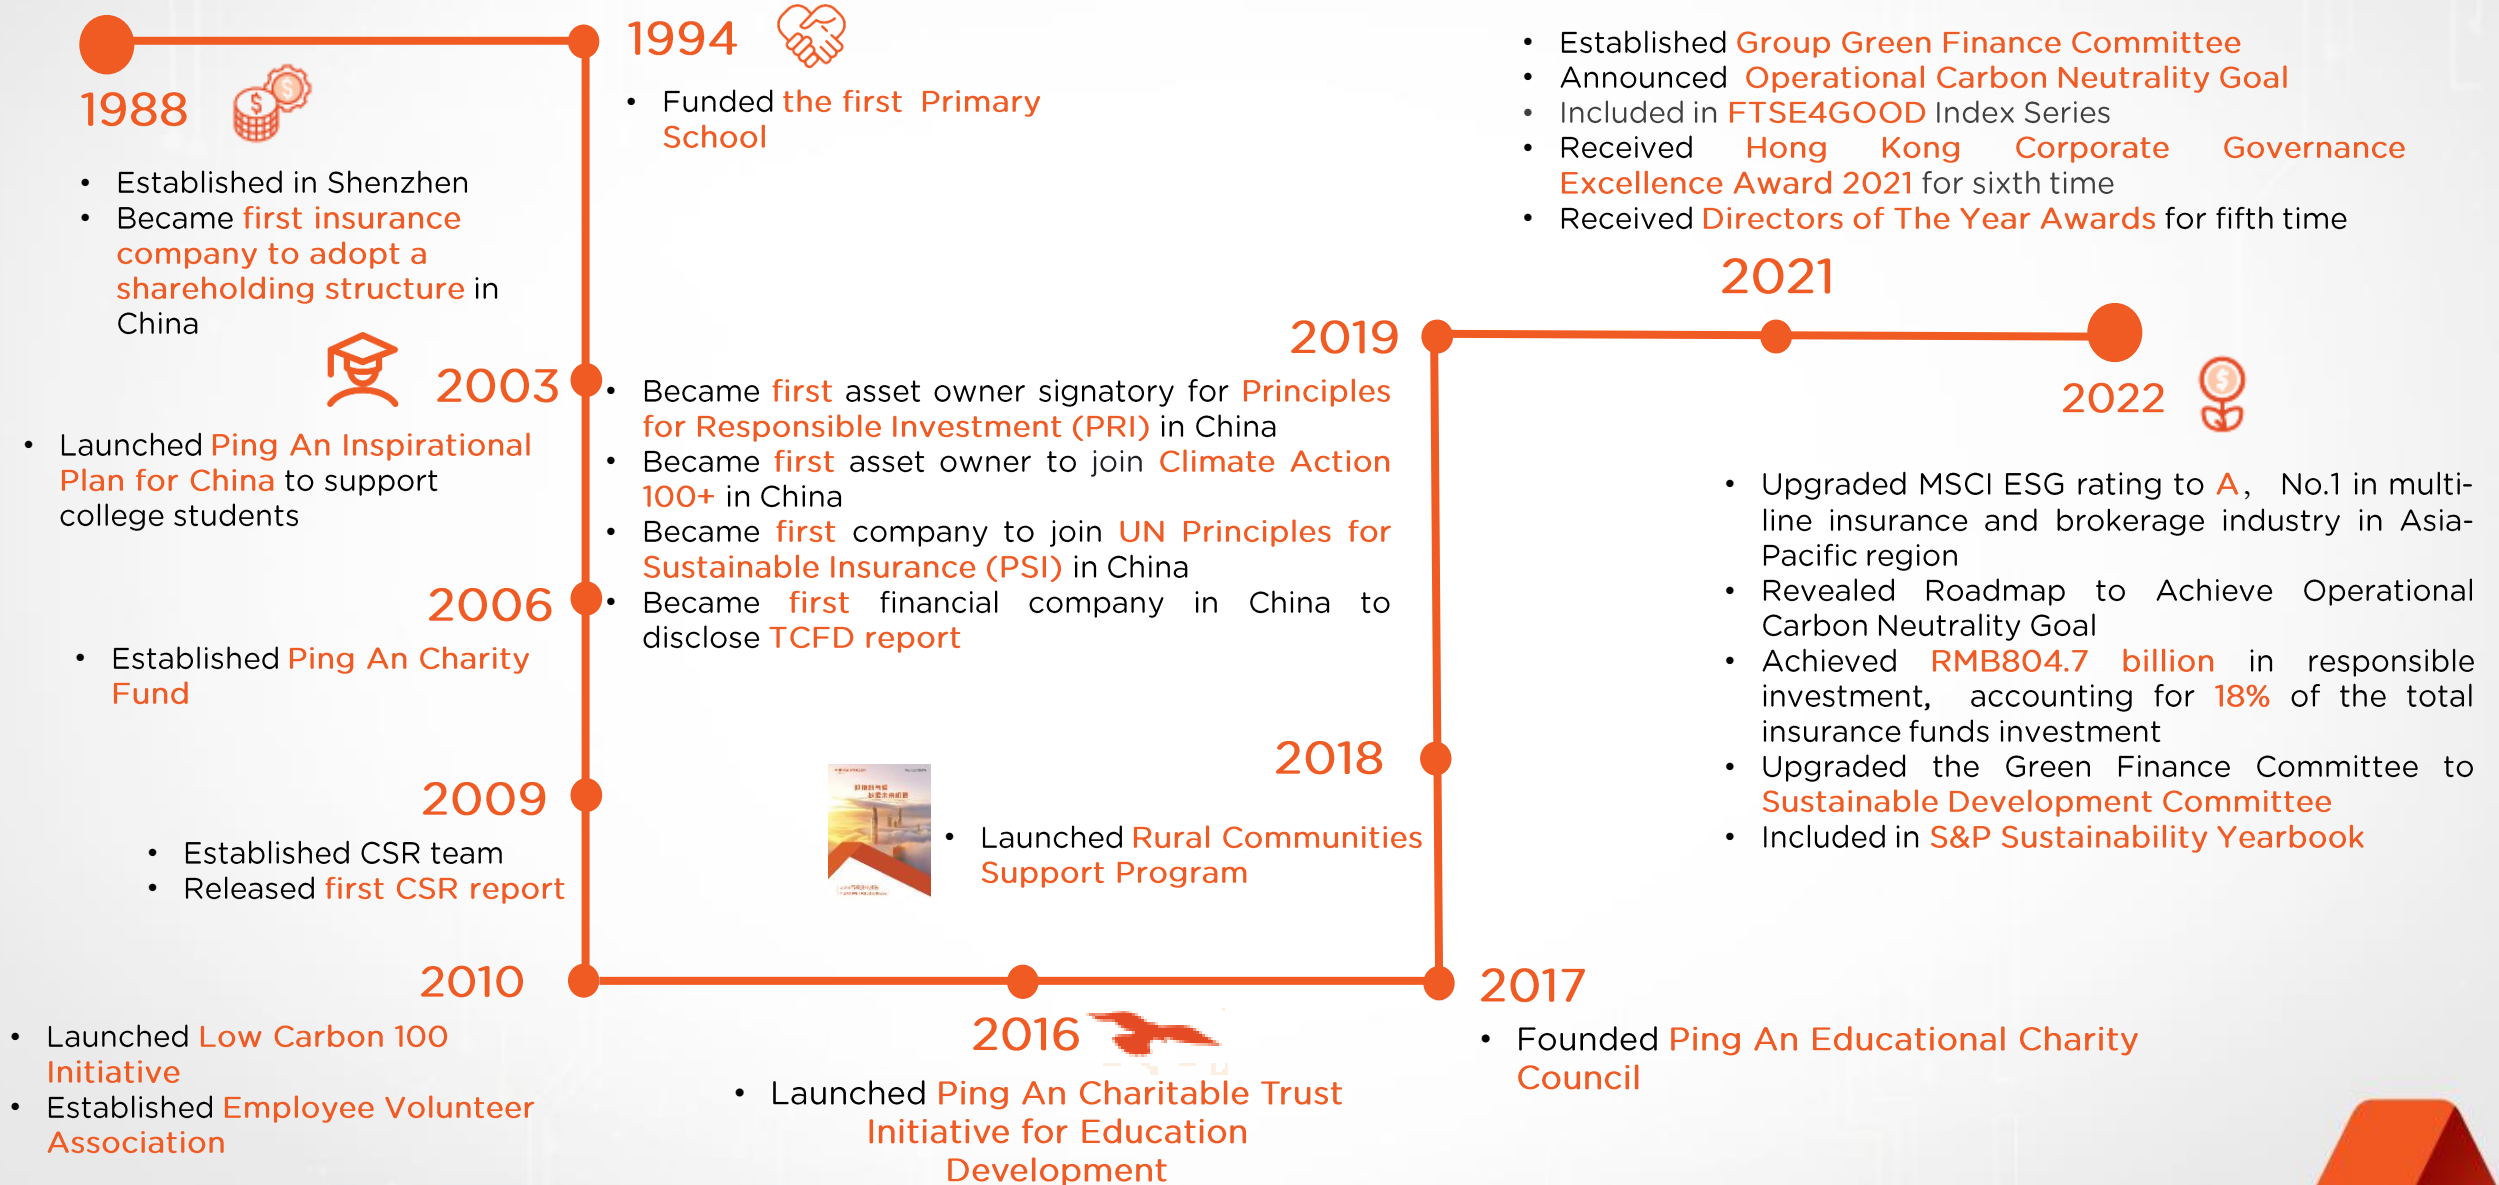 1988
• Established in Shenzhen
• Became first insurance
company to adopt a
shareholding structure in
China
1994
• Funded the first Primary
School
2003
• Launched Ping An Inspirational
Plan for China to support
college students
2006
• Established Ping An Charity
Fund
2009
• Established CSR team
• Released first CSR report
2010
• Launched Low Carbon 100
Initiative
• Established Employee Volunteer
Association
2016
• Launched Ping An Charitable Trust
Initiative for Education
Development
2017
• Founded Ping An Educational Charity
Council
2018
• Launched Rural Communities
Support Program
2019
• Became first asset owner signatory for Principles
for Responsible Investment (PRI) in China
• Became first asset owner to join Climate Action
100+ in China
• Became first company to join UN Principles for
Sustainable Insurance (PSI) in China
• Became first financial company in China to
disclose TCFD report
• Established Group Green Finance Committee
• Announced Operational Carbon Neutrality Goal
• Included in FTSE4GOOD Index Series
• Received Hong Kong Corporate Governance
Excellence Award 2021 for sixth time
• Received Directors of The Year Awards for fifth time
2021
2022
• Upgraded MSCI ESG rating to A， No.1 in multi-
line insurance and brokerage industry in Asia-
Pacific region
• Revealed Roadmap to Achieve Operational
Carbon Neutrality Goal
• Achieved RMB804.7 billion in responsible
investment, accounting for 18% of the total
insurance funds investment
• Upgraded the Green Finance Committee to
Sustainable Development Committee
• Included in S&P Sustainability Yearbook